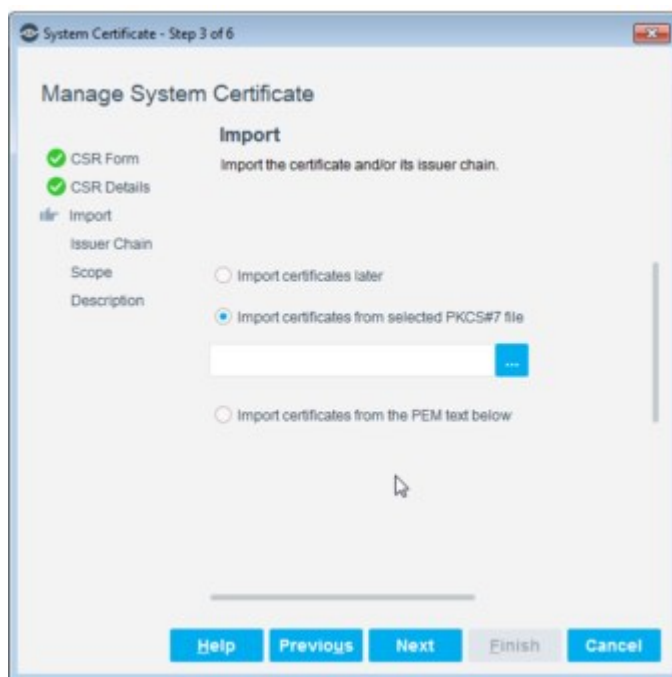 System Certificate - Step 3 of 6
Manage System Certificate
CSR Form
CSR Details
Import
Issuer Chain
Scope
Description
Import
Import the certificate and/or its issuer chain.
Import certificates later
Import certificates from selected PKCS#7 file
...
Import certificates from the PEM text below
Help Previous Next Finish Cancel